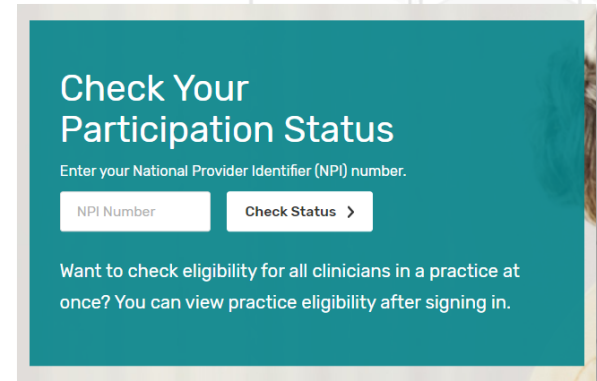 Check Your
Participation Status
Enter your National Provider Identifier (NPI) number.
NPI Number
Check Status
Want to check eligibility for all clinicians in a practice at
once? You can view practice eligibility after signing in.